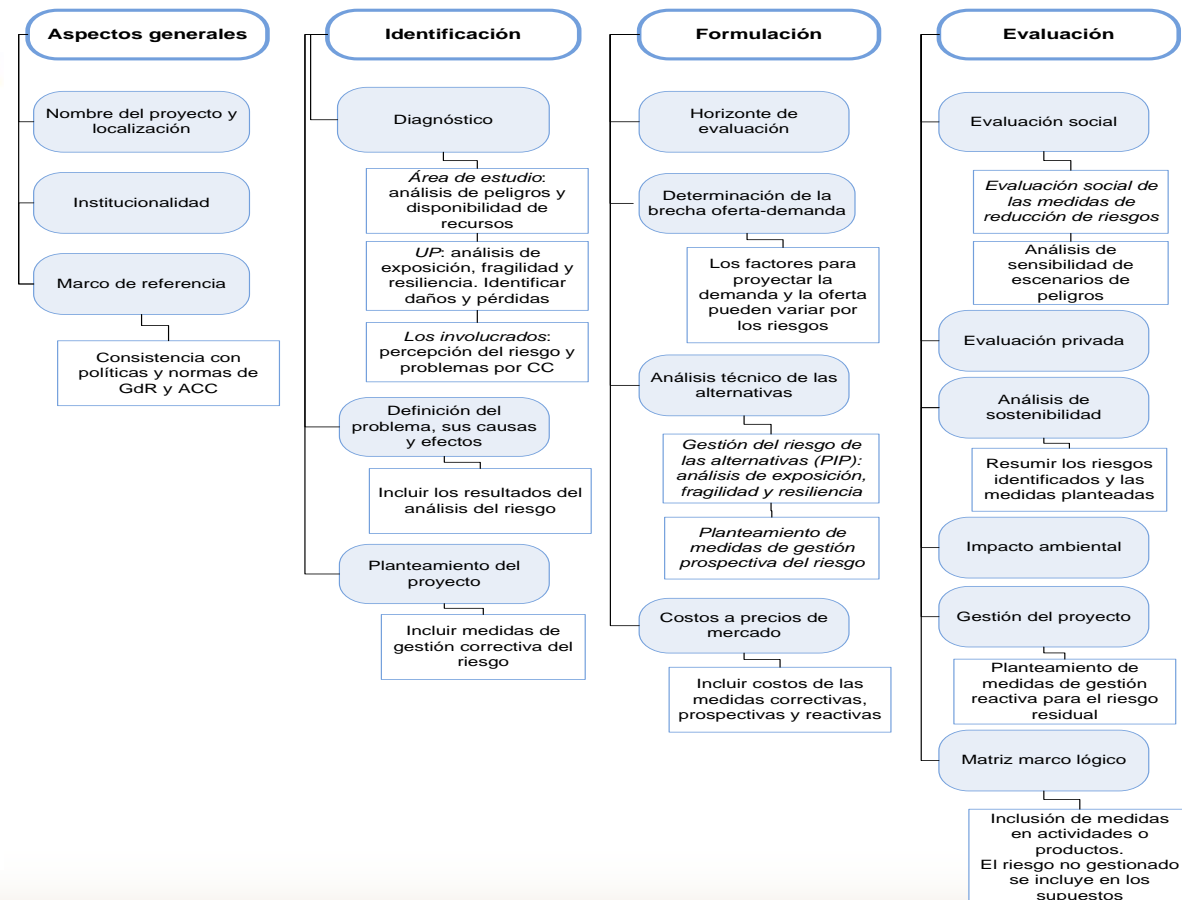 Aspectos generales
Nombre del proyecto y
localización
Institucionalidad
Marco de referencia
Consistencia con
políticas y normas de
GdR y ACC
Identificación
Diagnóstico
Área de estudio:
análisis de peligros y
disponibilidad de
recursos
UP: análisis de
exposición, fragilidad y
resiliencia. Identificar
daños y pérdidas
Los involucrados:
percepción del riesgo y
problemas por CC
Definición del
problema, sus causas
y efectos
Incluir los resultados del
análisis del riesgo
Planteamiento del
proyecto
Incluir medidas de
gestión correctiva del
riesgo
Formulación
Horizonte de
evaluación
Determinación de la
brecha oferta-demanda
Los factores para
proyectar la
demanda y la oferta
pueden variar por
los riesgos
Análisis técnico de las
alternativas
Gestión del riesgo de
las alternativas (PIP):
análisis de exposición,
fragilidad y resiliencia
Planteamiento de
medidas de gestión
prospectiva del riesgo
Costos a precios de
mercado
Incluir costos de las
medidas correctivas,
prospectivas y reactivas
Evaluación
Evaluación social
Evaluación social de
las medidas de
reducción de riesgos
Análisis de
sensibilidad de
escenarios de
peligros
Evaluación privada
Análisis de
sostenibilidad
Resumir los riesgos
identificados y las
medidas planteadas
Impacto ambiental
Gestión del proyecto
Planteamiento de
medidas de gestión
reactiva para el riesgo
residual
Matriz marco lógico
Inclusión de medidas
en actividades o
productos.
El riesgo no gestionado
se incluye en los
supuestos